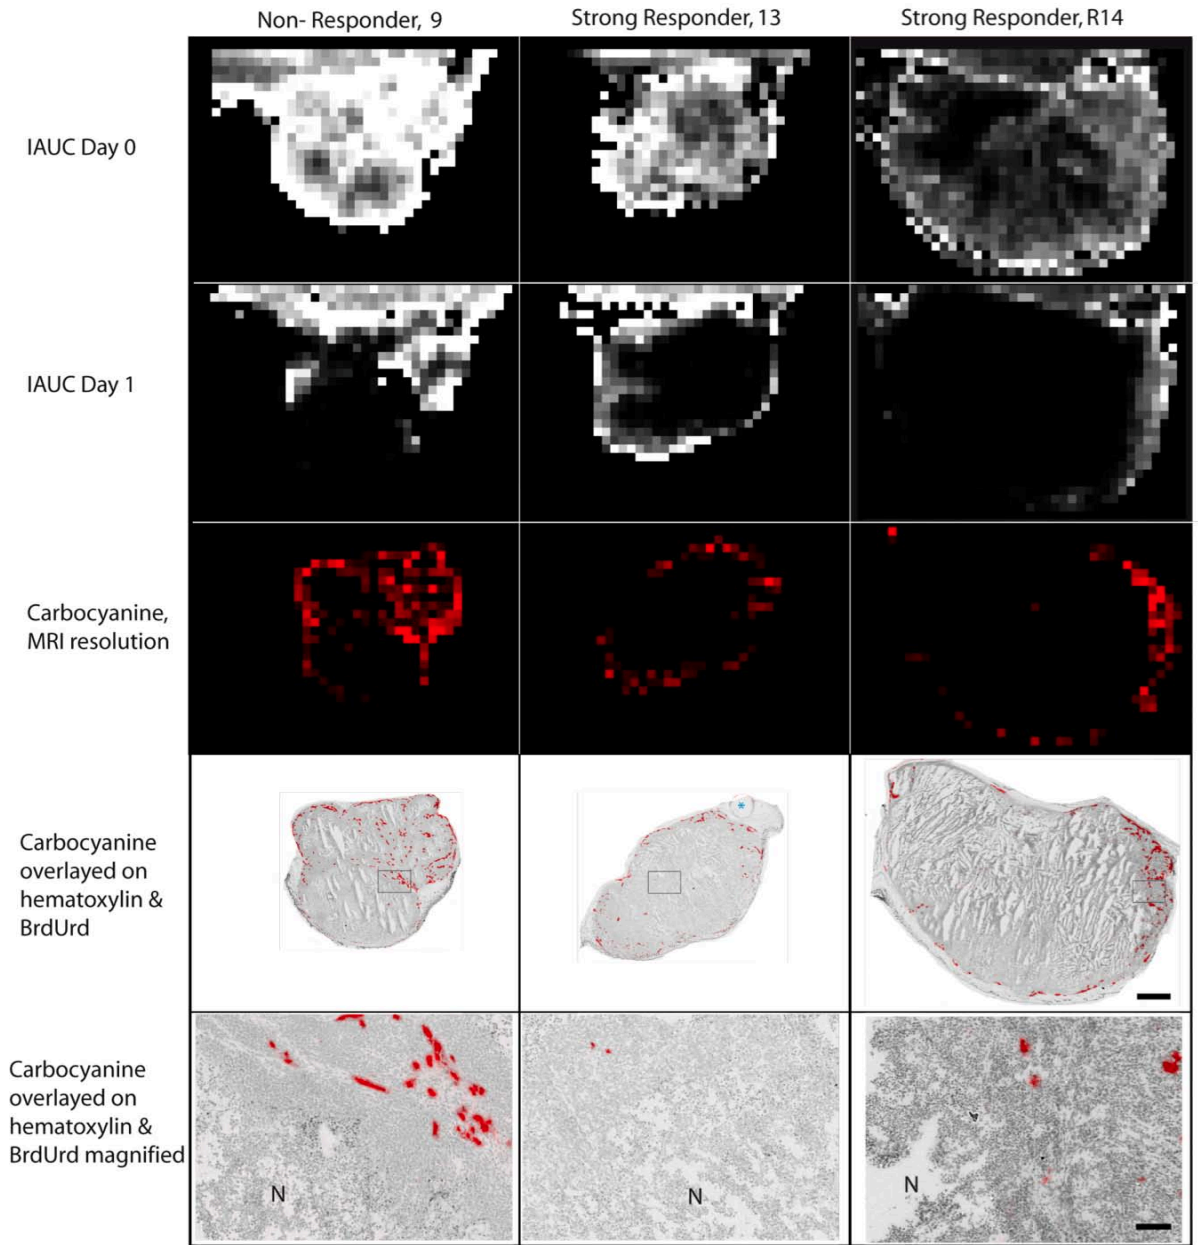 Non- Responder, 9
Strong Responder, 13
Strong Responder, R14
IAUC Day 0
IAUC Day 1
Carbocyanine,
MRI resolution
Carbocyanine
overlayed on
hematoxylin &
BrdUrd
*
Carbocyanine
overlayed on
hematoxylin &
BrdUrd magnified
N
N
N